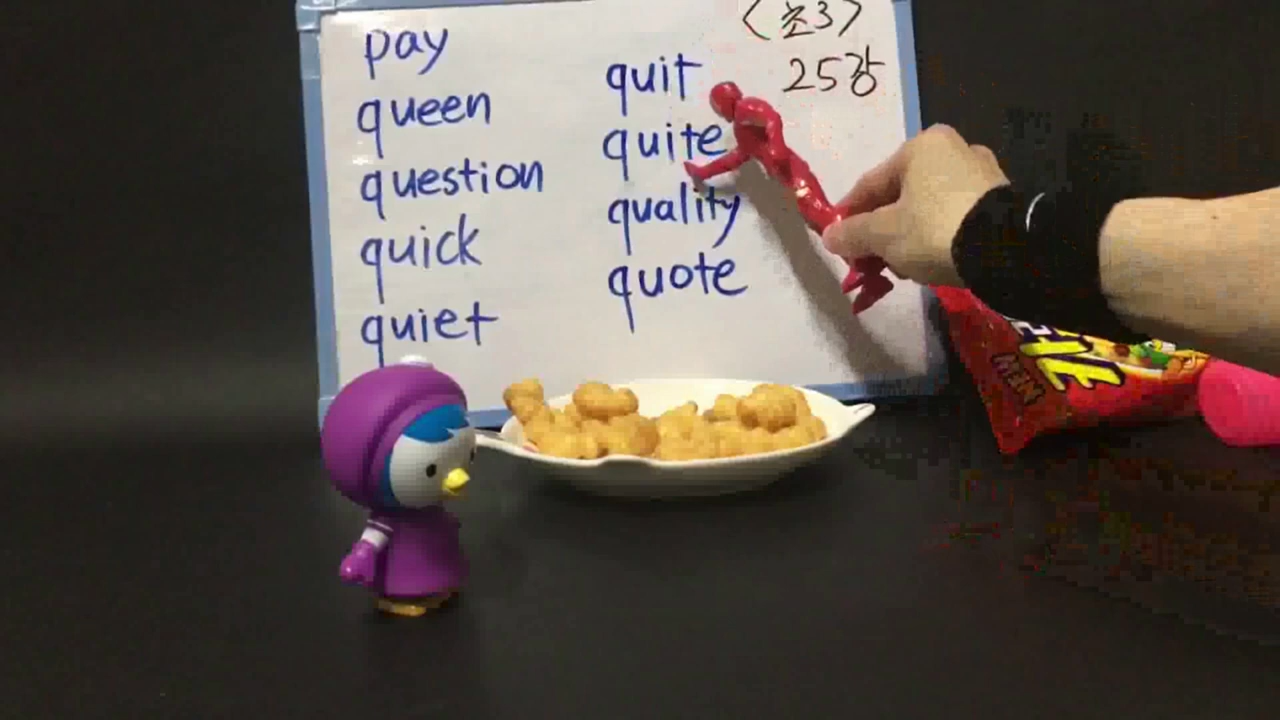 pay
queen
question
quick
quiet
quit
quite
quality
quote
<초3>
25강